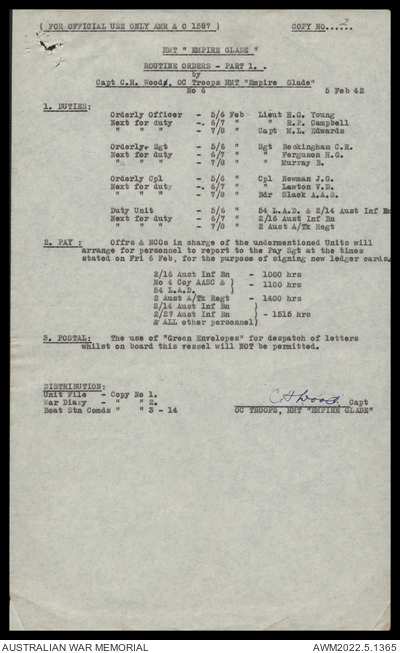 ( FOR OFFICIAL USE ONLY AMR & O 1587 ) COPY NO. 2
HMT " EMPIRE GLADE "
ROUTINE ORDERS - PART 1. .
by
Capt C.H. Wood, OC Troops HMT "Empire Glade"
No 6 5 Feb 42
1. DUTIES:
Orderly Officer - 5/6 Feb Lieut H.G. Young
Next for duty - 6/7 " " R.P. Campbell
" " " - 7/8 " Capt M.L. Edwards
Orderly Sgt - 5/6 " Sgt Beckingham C.R.
Next for duty - 6/7 " " Ferguson H.G.
" " " - 7/8 " " Murray B.
Orderly Cpl - 5/6 " Cpl Newman J.G.
Next for duty - 6/7 " " Lawton V.D.
" " " - 7/8 " Bdr Slack A.A.S.
Duty Unit - 5/6 " 54 L.A.D. & 2/14 Aust Inf Bn
Next for duty - 6/7 " 2/16 Aust Inf Bn
" " " - 7/8 " 2 Aust A/Tk Regt
2. PAY : Offrs & NCOs in charge of the undermentioned Units will
arrange for personnel to report to the Pay Sgt at the times
stated on Fri 6 Feb, for the purpose of signing new ledger cards.
2/16 Aust Inf Bn - 1000 hrs
No 4 Coy AASC & )
54 L.A.D. ) - 1100 hrs
2 Aust A/Tk Regt - 1400 hrs
2/14 Aust Inf Bn )
2/27 Aust Inf Bn ) - 1515 hrs
& ALL other personnel)
3. POSTAL: The use of "Green Envelopes" for despatch of letters
whilst on board this vessel will NOT be permitted.
DISTRIBUTION:
Unit File - Copy No 1.
War Diary - " " 2.
Boat Stn Comds " " 3 - 14
C H Wood Capt
OC TROOPS, HMT "EMPIRE GLADE"
AUSTRALIAN WAR MEMORIAL AWM2022.5.1365